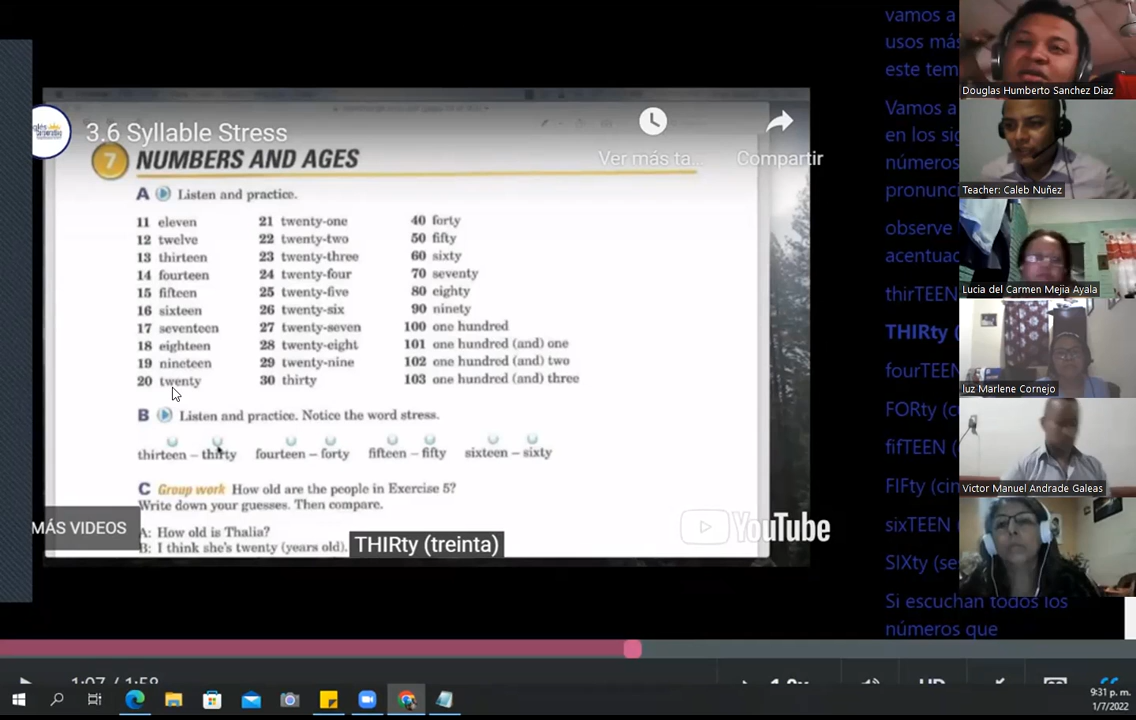 3.6 Syllable Stress
Ver más ta...
Compartir
7 NUMBERS AND AGES
A Listen and practice.
11 eleven
12 twelve
13 thirteen
14 fourteen
15 fifteen
16 sixteen
17 seventeen
18 eighteen
19 nineteen
20 twenty
21 twenty-one
22 twenty-two
23 twenty-three
24 twenty-four
25 twenty-five
26 twenty-six
27 twenty-seven
28 twenty-eight
29 twenty-nine
30 thirty
40 forty
50 fifty
60 sixty
70 seventy
80 eighty
90 ninety
100 one hundred
101 one hundred (and) one
102 one hundred (and) two
103 one hundred (and) three
B Listen and practice. Notice the word stress.
thirteen – thirty fourteen – forty fifteen – fifty sixteen – sixty
C Group work How old are the people in Exercise 5?
Write down your guesses. Then compare.
A: How old is Thalia?
B: I think she's twenty (years old).
MÁS VIDEOS
THIRty (treinta)
YouTube
1:07 / 1:58
vamos a
usos más
este tem
Vamos a
en los sig
números
pronunc
observe
acentuac
thirTEEN
THIRty (
fourTEEN
FORty (c
fifTEEN (
FIFty (cin
sixTEEN (
SIXty (se
Si escuchan todos los
números que
Douglas Humberto Sanchez Diaz
Teacher: Caleb Nuñez
Lucia del Carmen Mejia Ayala
luz Marlene Cornejo
Victor Manuel Andrade Galeas
9:31 p. m.
1/7/2022